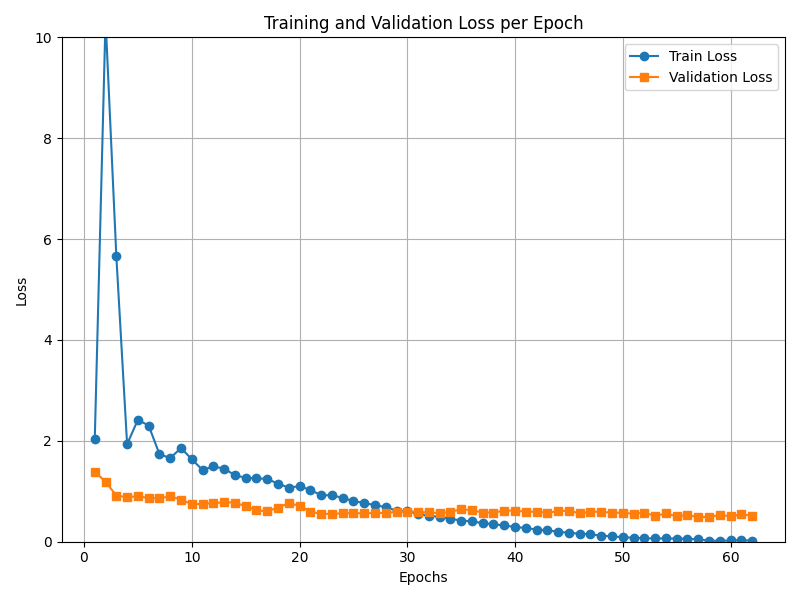 Training and Validation Loss per Epoch
Train Loss
Validation Loss
10
8
6
4
2
0
Loss
0 10 20 30 40 50 60
Epochs